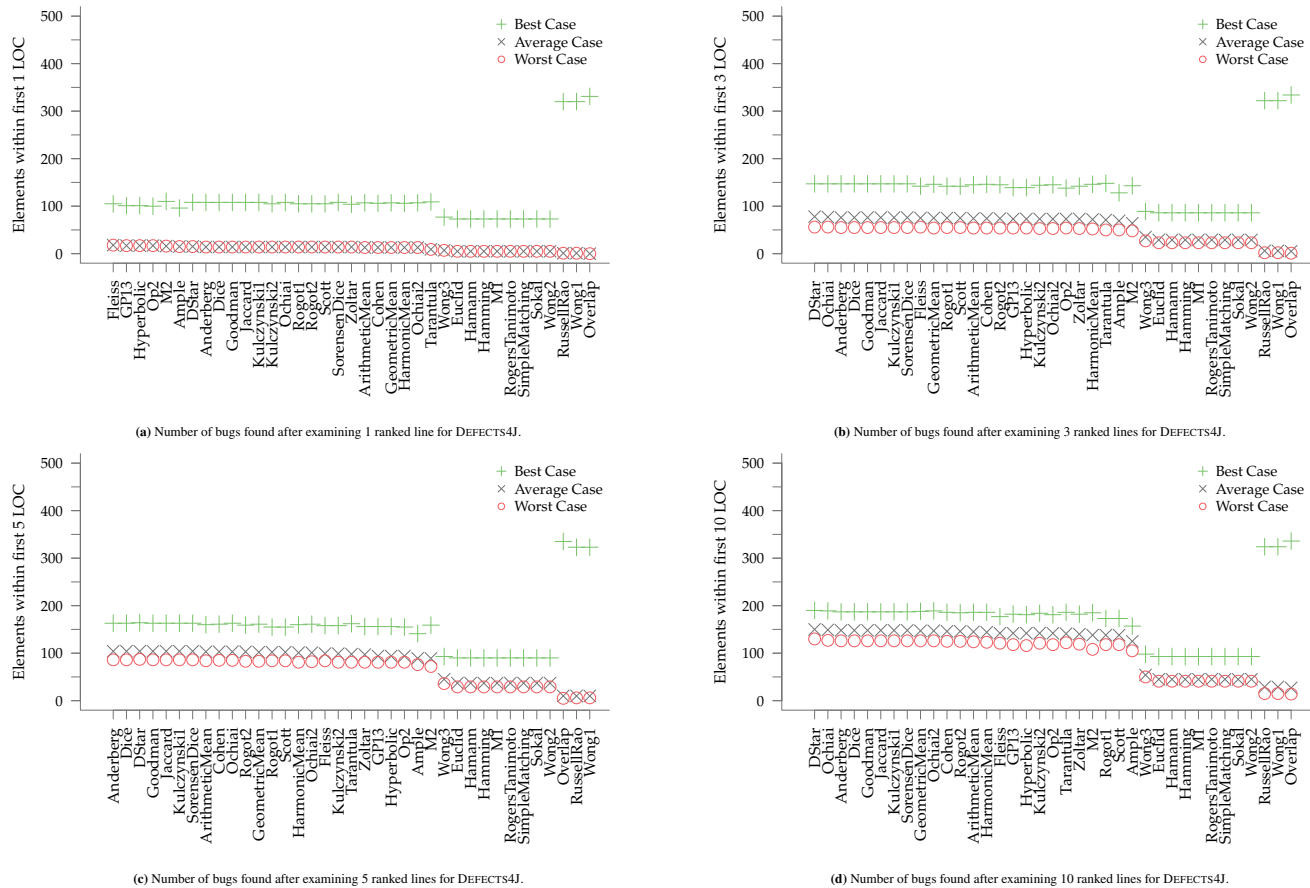 Elements within first 1 LOC
500
400
300
200
100
0
Best Case
Average Case
Worst Case
Fleiss
GP13
Hyperbolic
Op2
M2
Ample
DStar
Anderberg
Dice
Goodman
Jaccard
Kulczynski1
Kulczynski2
Ochiai
Rogot1
Rogot2
Scott
SorensenDice
Zoltar
ArithmeticMean
Cohen
GeometricMean
HarmonicMean
Ochiai2
Tarantula
Wong3
Euclid
Hamann
Hamming
M1
RogersTanimoto
SimpleMatching
Sokal
Wong2
RussellRao
Wong1
Overlap
(a) Number of bugs found after examining 1 ranked line for DEFECTS4J.
Elements within first 3 LOC
500
400
300
200
100
0
Best Case
Average Case
Worst Case
DStar
Ochiai
Anderberg
Dice
Goodman
Jaccard
Kulczynski1
SorensenDice
Fleiss
GeometricMean
Rogot1
Scott
ArithmeticMean
Cohen
Rogot2
GP13
Hyperbolic
Kulczynski2
Ochiai2
Op2
Zoltar
HarmonicMean
Tarantula
Ample
M2
Wong3
Euclid
Hamann
Hamming
M1
RogersTanimoto
SimpleMatching
Sokal
Wong2
RussellRao
Wong1
Overlap
(b) Number of bugs found after examining 3 ranked lines for DEFECTS4J.
Elements within first 5 LOC
500
400
300
200
100
0
Best Case
Average Case
Worst Case
Anderberg
Dice
DStar
Goodman
Jaccard
Kulczynski1
SorensenDice
ArithmeticMean
Cohen
Ochiai
Rogot2
GeometricMean
Rogot1
Scott
HarmonicMean
Ochiai2
Fleiss
Kulczynski2
Tarantula
Zoltar
GP13
Hyperbolic
Op2
Ample
M2
Wong3
Euclid
Hamann
Hamming
M1
RogersTanimoto
SimpleMatching
Sokal
Wong2
Overlap
RussellRao
Wong1
(c) Number of bugs found after examining 5 ranked lines for DEFECTS4J.
Elements within first 10 LOC
500
400
300
200
100
0
Best Case
Average Case
Worst Case
DStar
Ochiai
Anderberg
Dice
Goodman
Jaccard
Kulczynski1
SorensenDice
GeometricMean
Ochiai2
Cohen
Rogot2
ArithmeticMean
HarmonicMean
Fleiss
GP13
Hyperbolic
Kulczynski2
Op2
Tarantula
Zoltar
M2
Rogot1
Scott
Ample
Wong3
Euclid
Hamann
Hamming
M1
RogersTanimoto
SimpleMatching
Sokal
Wong2
RussellRao
Wong1
Overlap
(d) Number of bugs found after examining 10 ranked lines for DEFECTS4J.